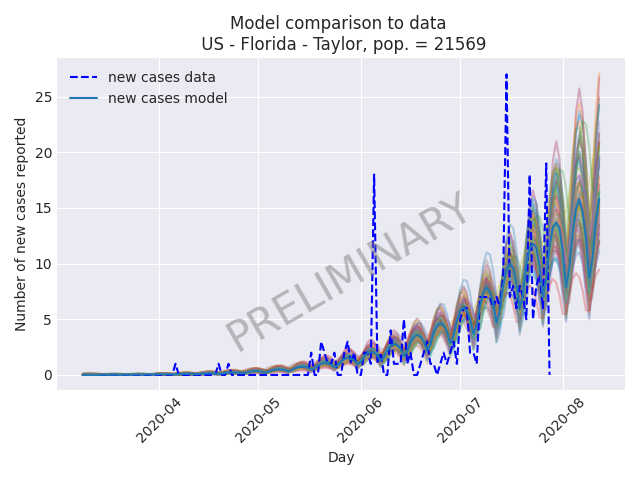 Model comparison to data
US - Florida - Taylor, pop. = 21569
new cases data
new cases model
Number of new cases reported
25
20
15
10
5
0
PRELIMINARY
2020-04
2020-05
2020-06
2020-07
2020-08
Day